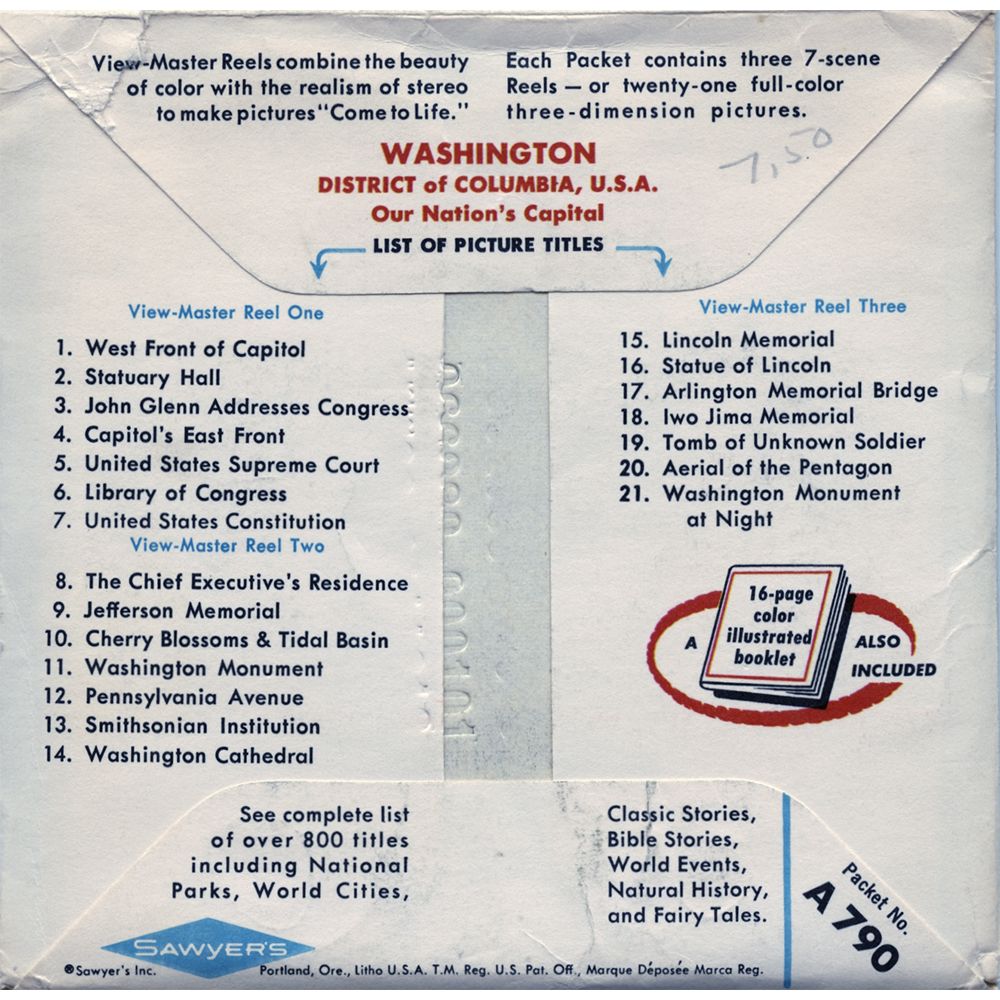 View-Master Reels combine the beauty
of color with the realism of stereo
to make pictures "Come to Life."
Each Packet contains three 7-scene
Reels — or twenty-one full-color
three-dimension pictures.
7,50
WASHINGTON
DISTRICT of COLUMBIA, U.S.A.
Our Nation's Capital
LIST OF PICTURE TITLES
View-Master Reel One
1. West Front of Capitol
2. Statuary Hall
3. John Glenn Addresses Congress
4. Capitol's East Front
5. United States Supreme Court
6. Library of Congress
7. United States Constitution
View-Master Reel Two
8. The Chief Executive's Residence
9. Jefferson Memorial
10. Cherry Blossoms & Tidal Basin
11. Washington Monument
12. Pennsylvania Avenue
13. Smithsonian Institution
14. Washington Cathedral
View-Master Reel Three
15. Lincoln Memorial
16. Statue of Lincoln
17. Arlington Memorial Bridge
18. Iwo Jima Memorial
19. Tomb of Unknown Soldier
20. Aerial of the Pentagon
21. Washington Monument
at Night
A
16-page
color
illustrated
booklet
ALSO
INCLUDED
See complete list
of over 800 titles
including National
Parks, World Cities,
Classic Stories,
Bible Stories,
World Events,
Natural History,
and Fairy Tales.
Packet No.
A 790
SAWYER'S
®Sawyer's Inc.
Portland, Ore., Litho U.S.A. T.M. Reg. U.S. Pat. Off., Marque Déposée Marca Reg.